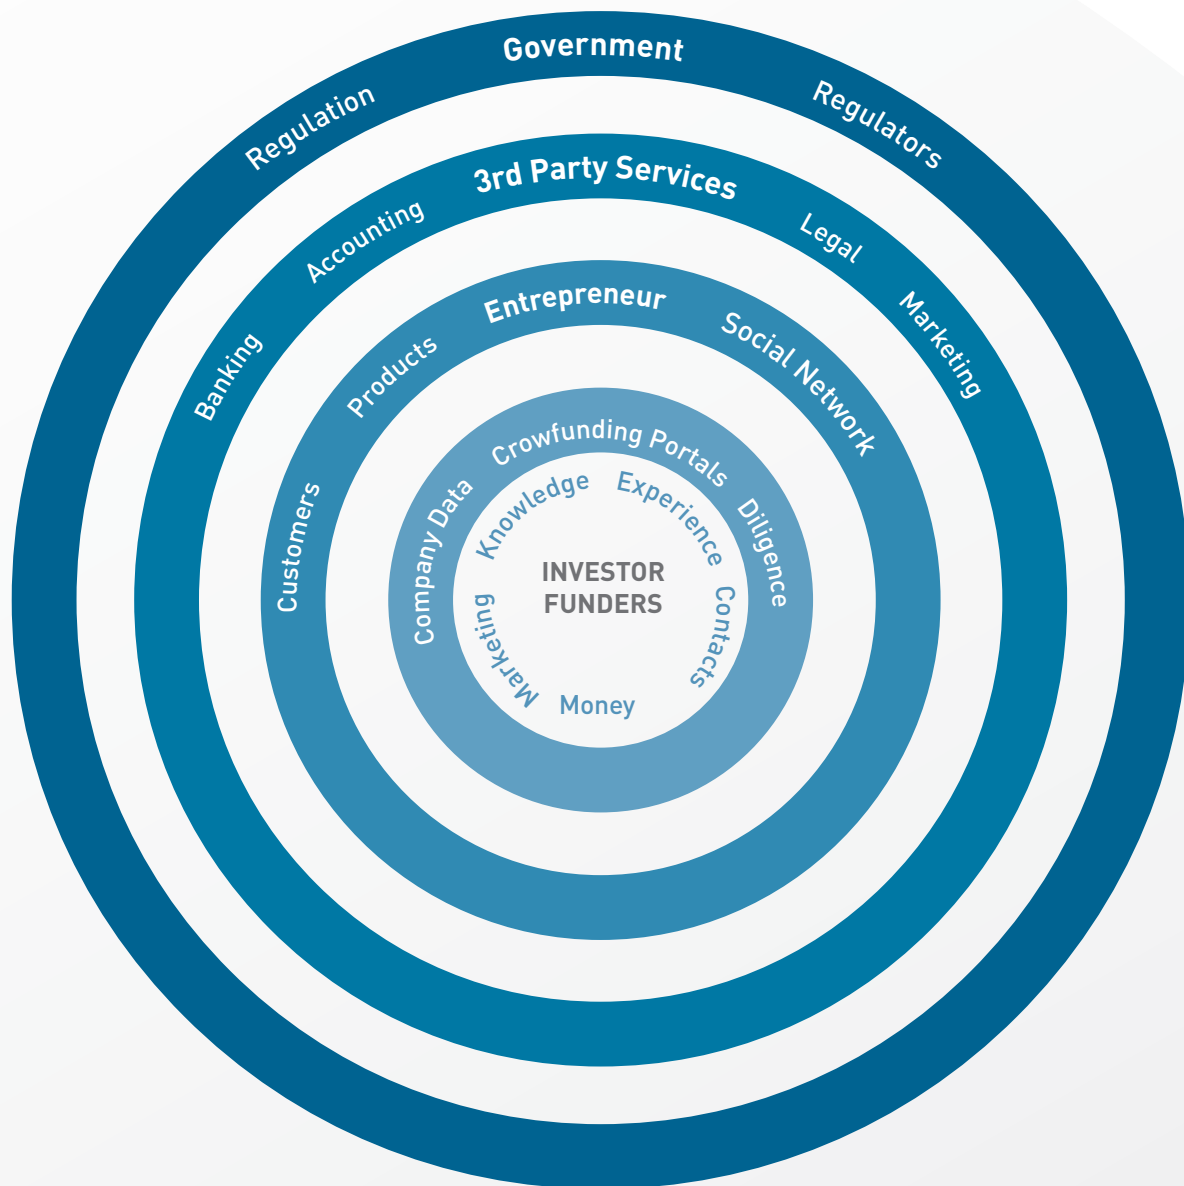 Government
Regulation
Regulators
3rd Party Services
Accounting
Legal
Banking
Marketing
Entrepreneur
Products
Social Network
Customers
Crowfunding Portals
Company Data
Diligence
Knowledge
Experience
INVESTOR
FUNDERS
Marketing
Contacts
Money